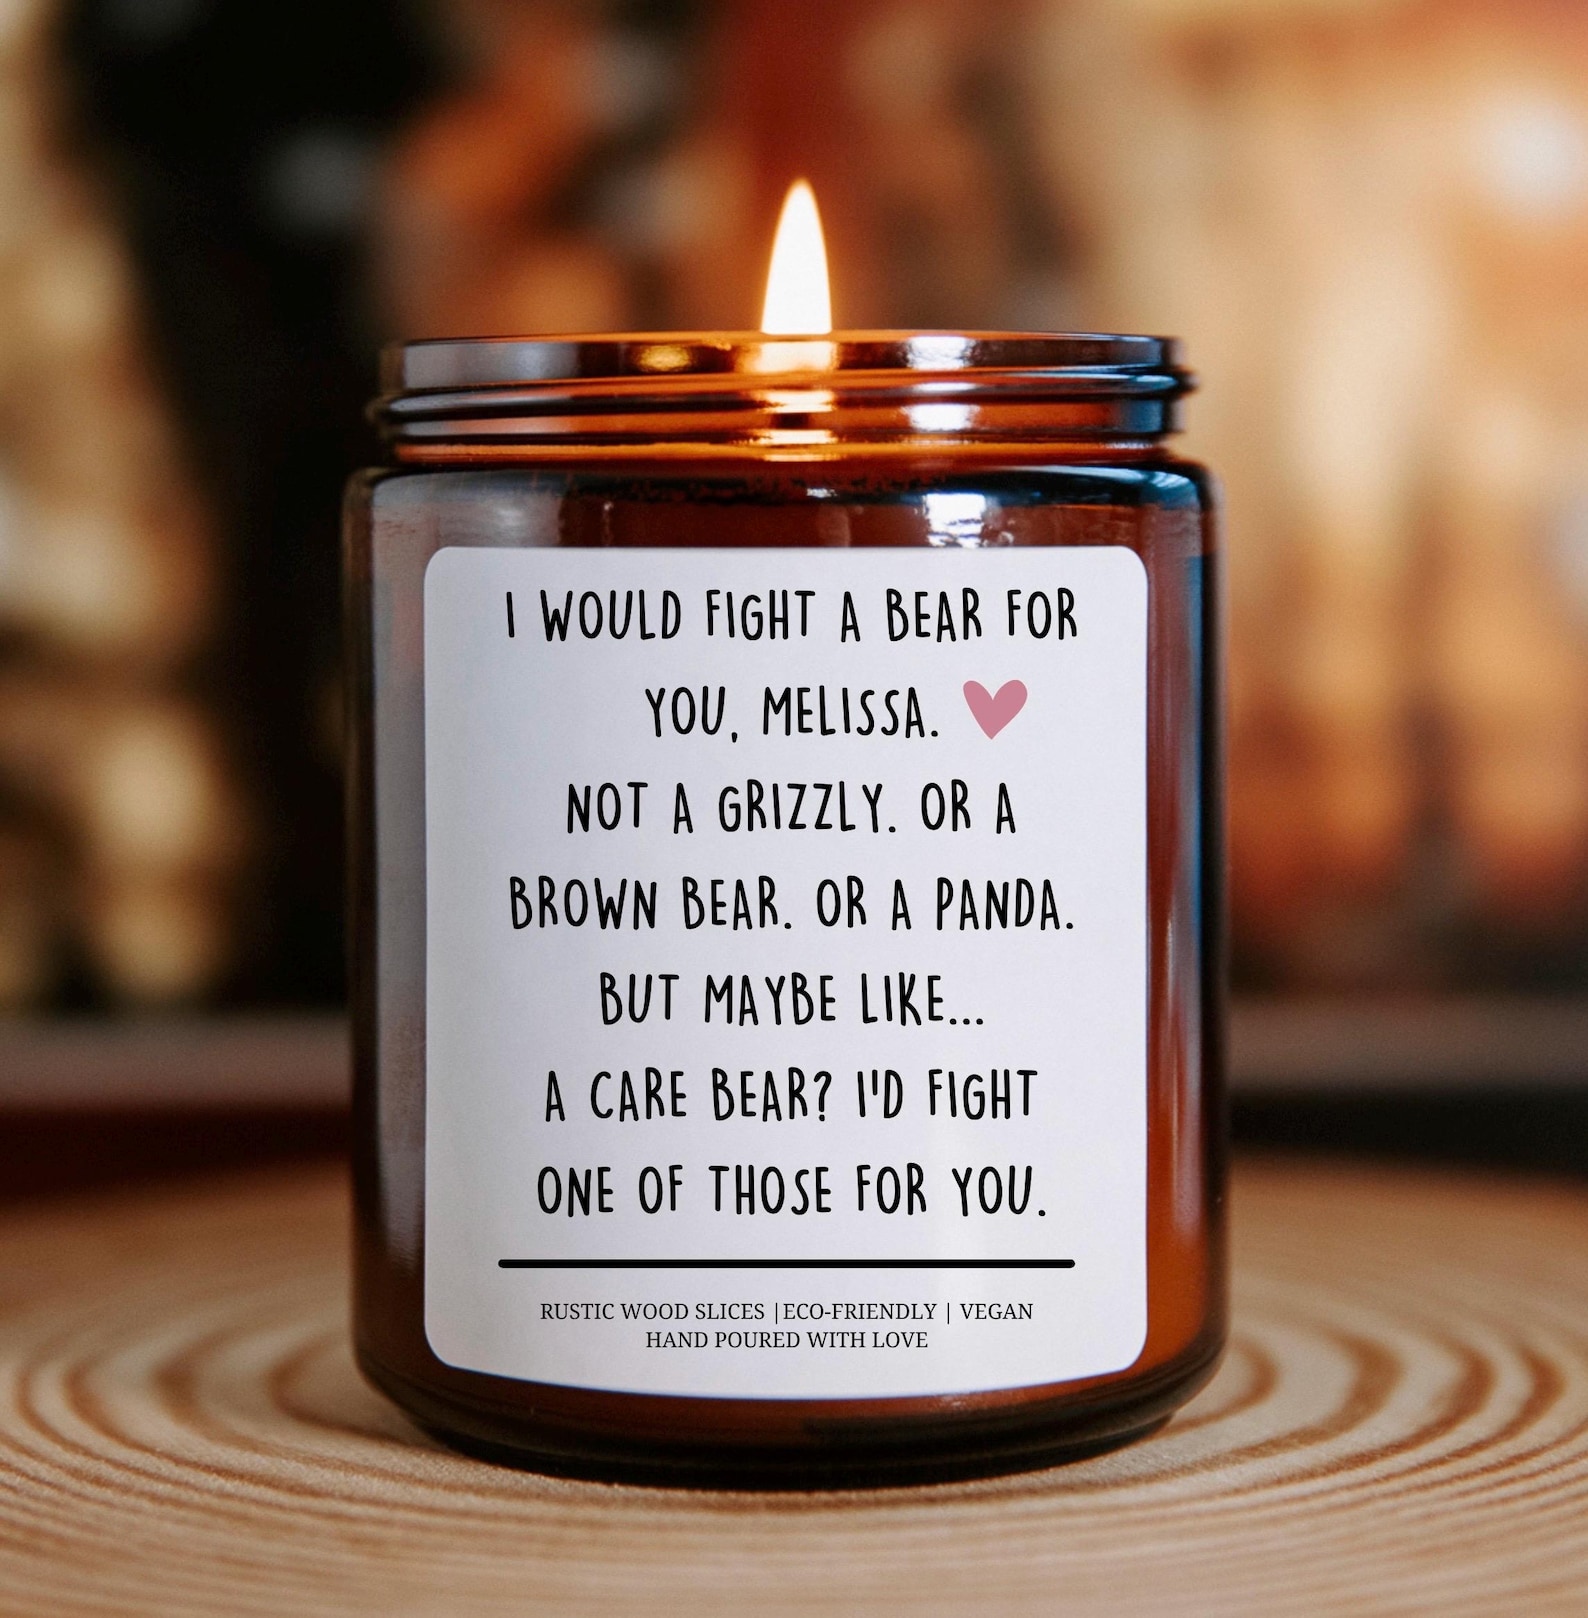 I WOULD FIGHT A BEAR FOR
YOU, MELISSA.
NOT A GRIZZLY. OR A
BROWN BEAR. OR A PANDA.
BUT MAYBE LIKE...
A CARE BEAR? I'D FIGHT
ONE OF THOSE FOR YOU.
RUSTIC WOOD SLICES |ECO-FRIENDLY | VEGAN
HAND POURED WITH LOVE